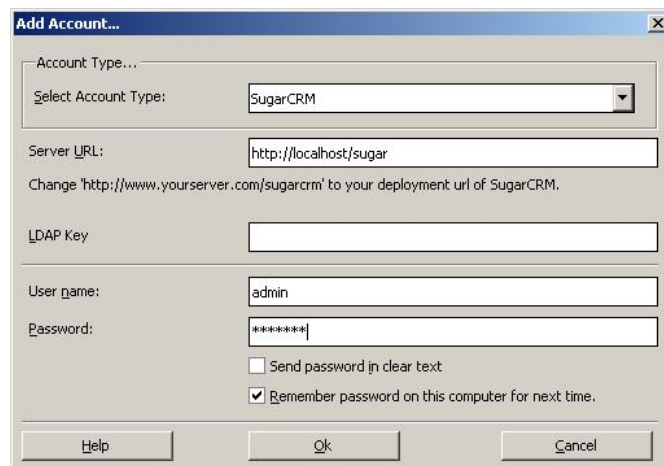 Add Account...
Account Type...
Select Account Type: SugarCRM
Server URL: http://localhost/sugar
Change 'http://www.yourserver.com/sugarcrm' to your deployment url of SugarCRM.
LDAP Key
User name: admin
Password: *******
Send password in clear text
Remember password on this computer for next time.
Help Ok Cancel